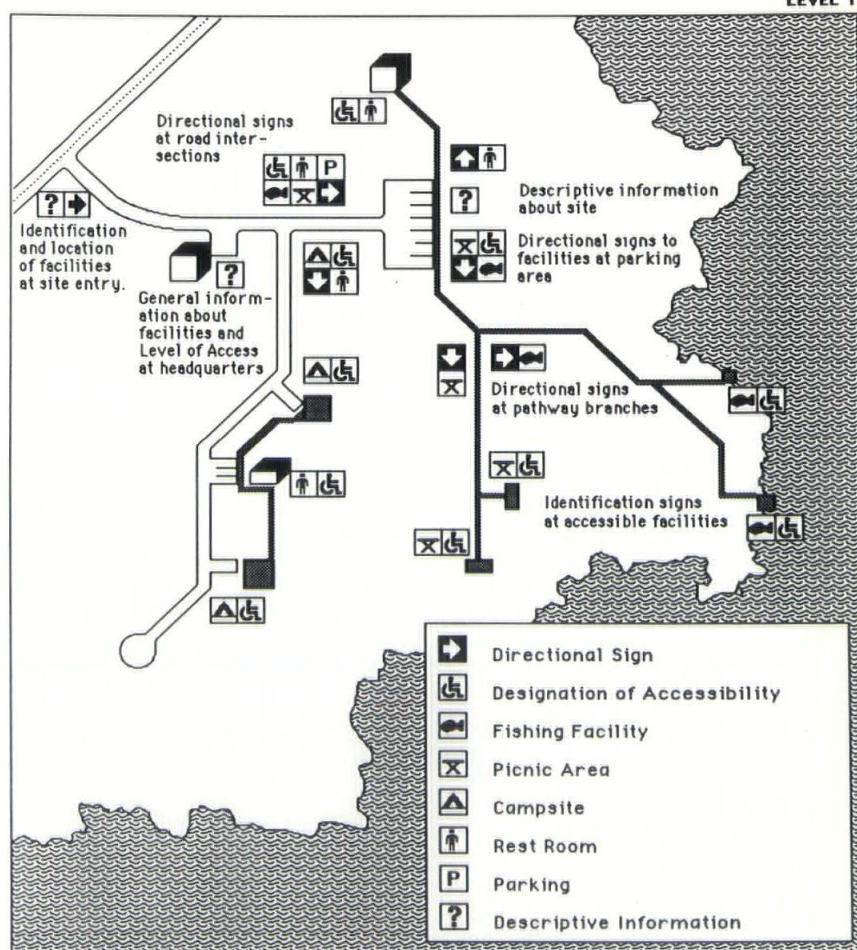 LEVEL 1
Directional signs
at road inter-
sections
P
?
Identification
and location
of facilities
at site entry.
?
General inform-
ation about
facilities and
Level of Access
at headquarters
?
Descriptive information
about site
Directional signs to
facilities at parking
area
Directional signs
at pathway branches
Identification signs
at accessible facilities
Directional Sign
Designation of Accessibility
Fishing Facility
Picnic Area
Campsite
Rest Room
P Parking
? Descriptive Information